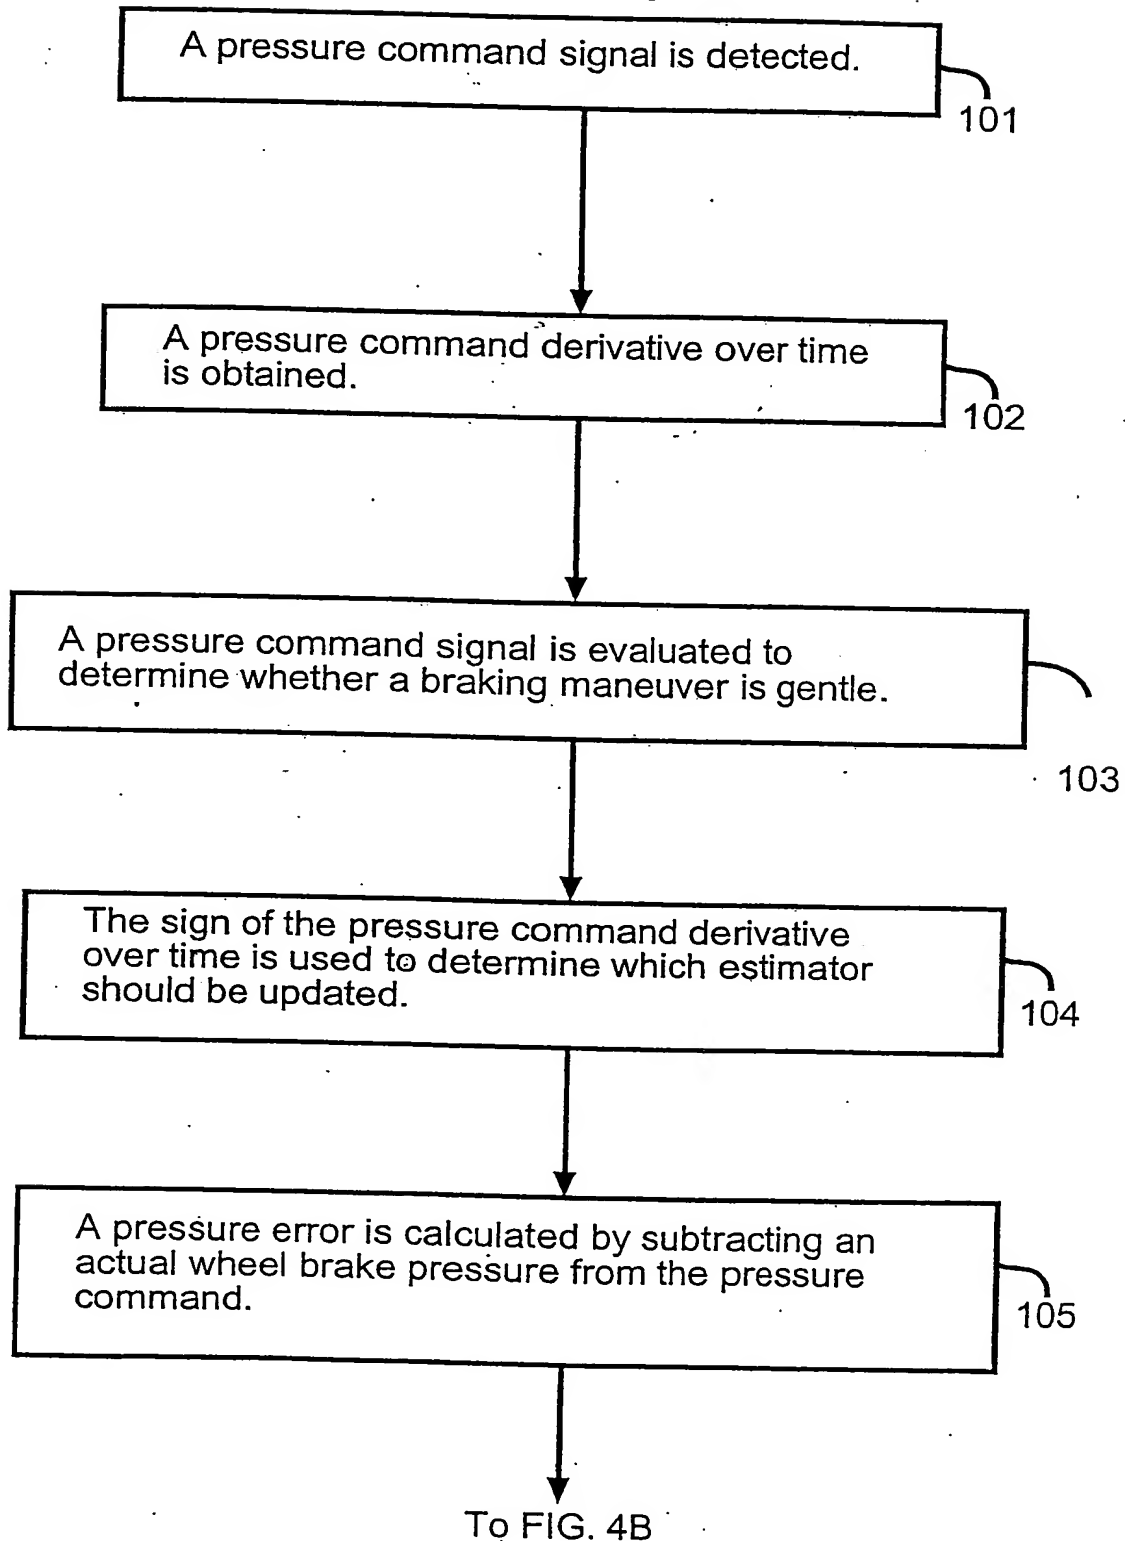 A pressure command signal is detected.
101
A pressure command derivative over time
is obtained.
102
A pressure command signal is evaluated to
determine whether a braking maneuver is gentle.
103
The sign of the pressure command derivative
over time is used to determine which estimator
should be updated.
104
A pressure error is calculated by subtracting an
actual wheel brake pressure from the pressure
command.
105
To FIG. 4B